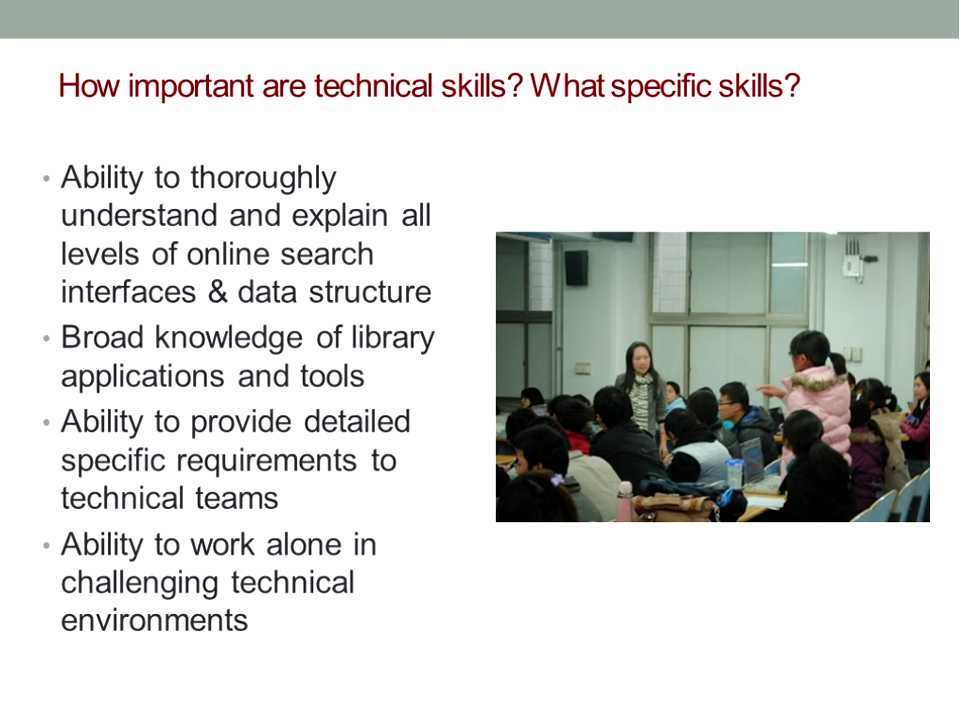 How important are technical skills? What specific skills?
• Ability to thoroughly
understand and explain all
levels of online search
interfaces & data structure
• Broad knowledge of library
applications and tools
• Ability to provide detailed
specific requirements to
technical teams
• Ability to work alone in
challenging technical
environments